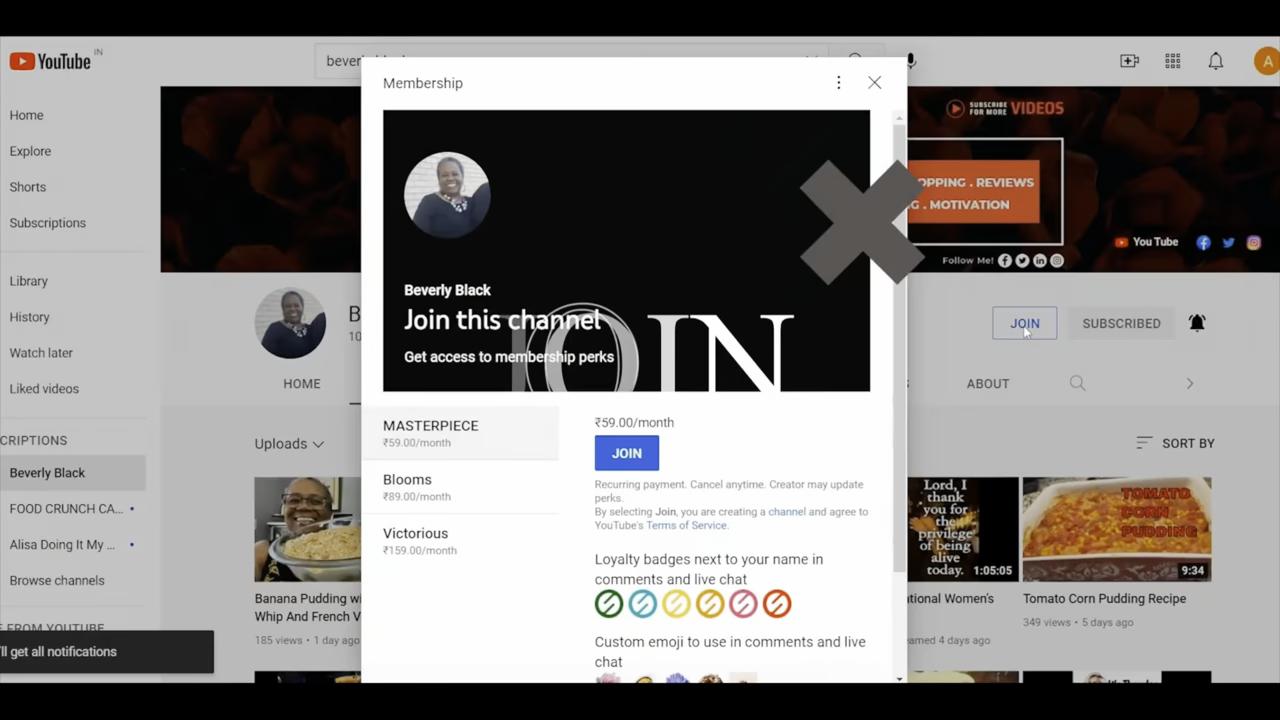 YouTube IN
A
Home
Explore
Shorts
Subscriptions
Library
History
Watch later
Liked videos
Beverly Black
FOOD CRUNCH CA...
Alisa Doing It My ...
Browse channels
'll get all notifications
Membership
Beverly Black
Join this channel
JOIN
Get access to membership perks
MASTERPIECE
₹59.00/month
Blooms
₹89.00/month
Victorious
₹159.00/month
₹59.00/month
JOIN
Recurring payment. Cancel anytime. Creator may update
perks.
By selecting Join, you are creating a channel and agree to
YouTube's Terms of Service.
Loyalty badges next to your name in
comments and live chat
Custom emoji to use in comments and live
chat
SUBSCRIBE
FOR MORE VIDEOS
OPPING . REVIEWS
G . MOTIVATION
You Tube
Follow Me!
JOIN
SUBSCRIBED
HOME
ABOUT
Uploads
SORT BY
Banana Pudding wi
Whip And French V
185 views • 1 day ago
Lord, I
thank
you for
the
privilege
of being
alive
today.
1:05:05
ational Women's
eamed 4 days ago
TOMATO
CORN
PUDDING
9:34
Tomato Corn Pudding Recipe
349 views • 5 days ago